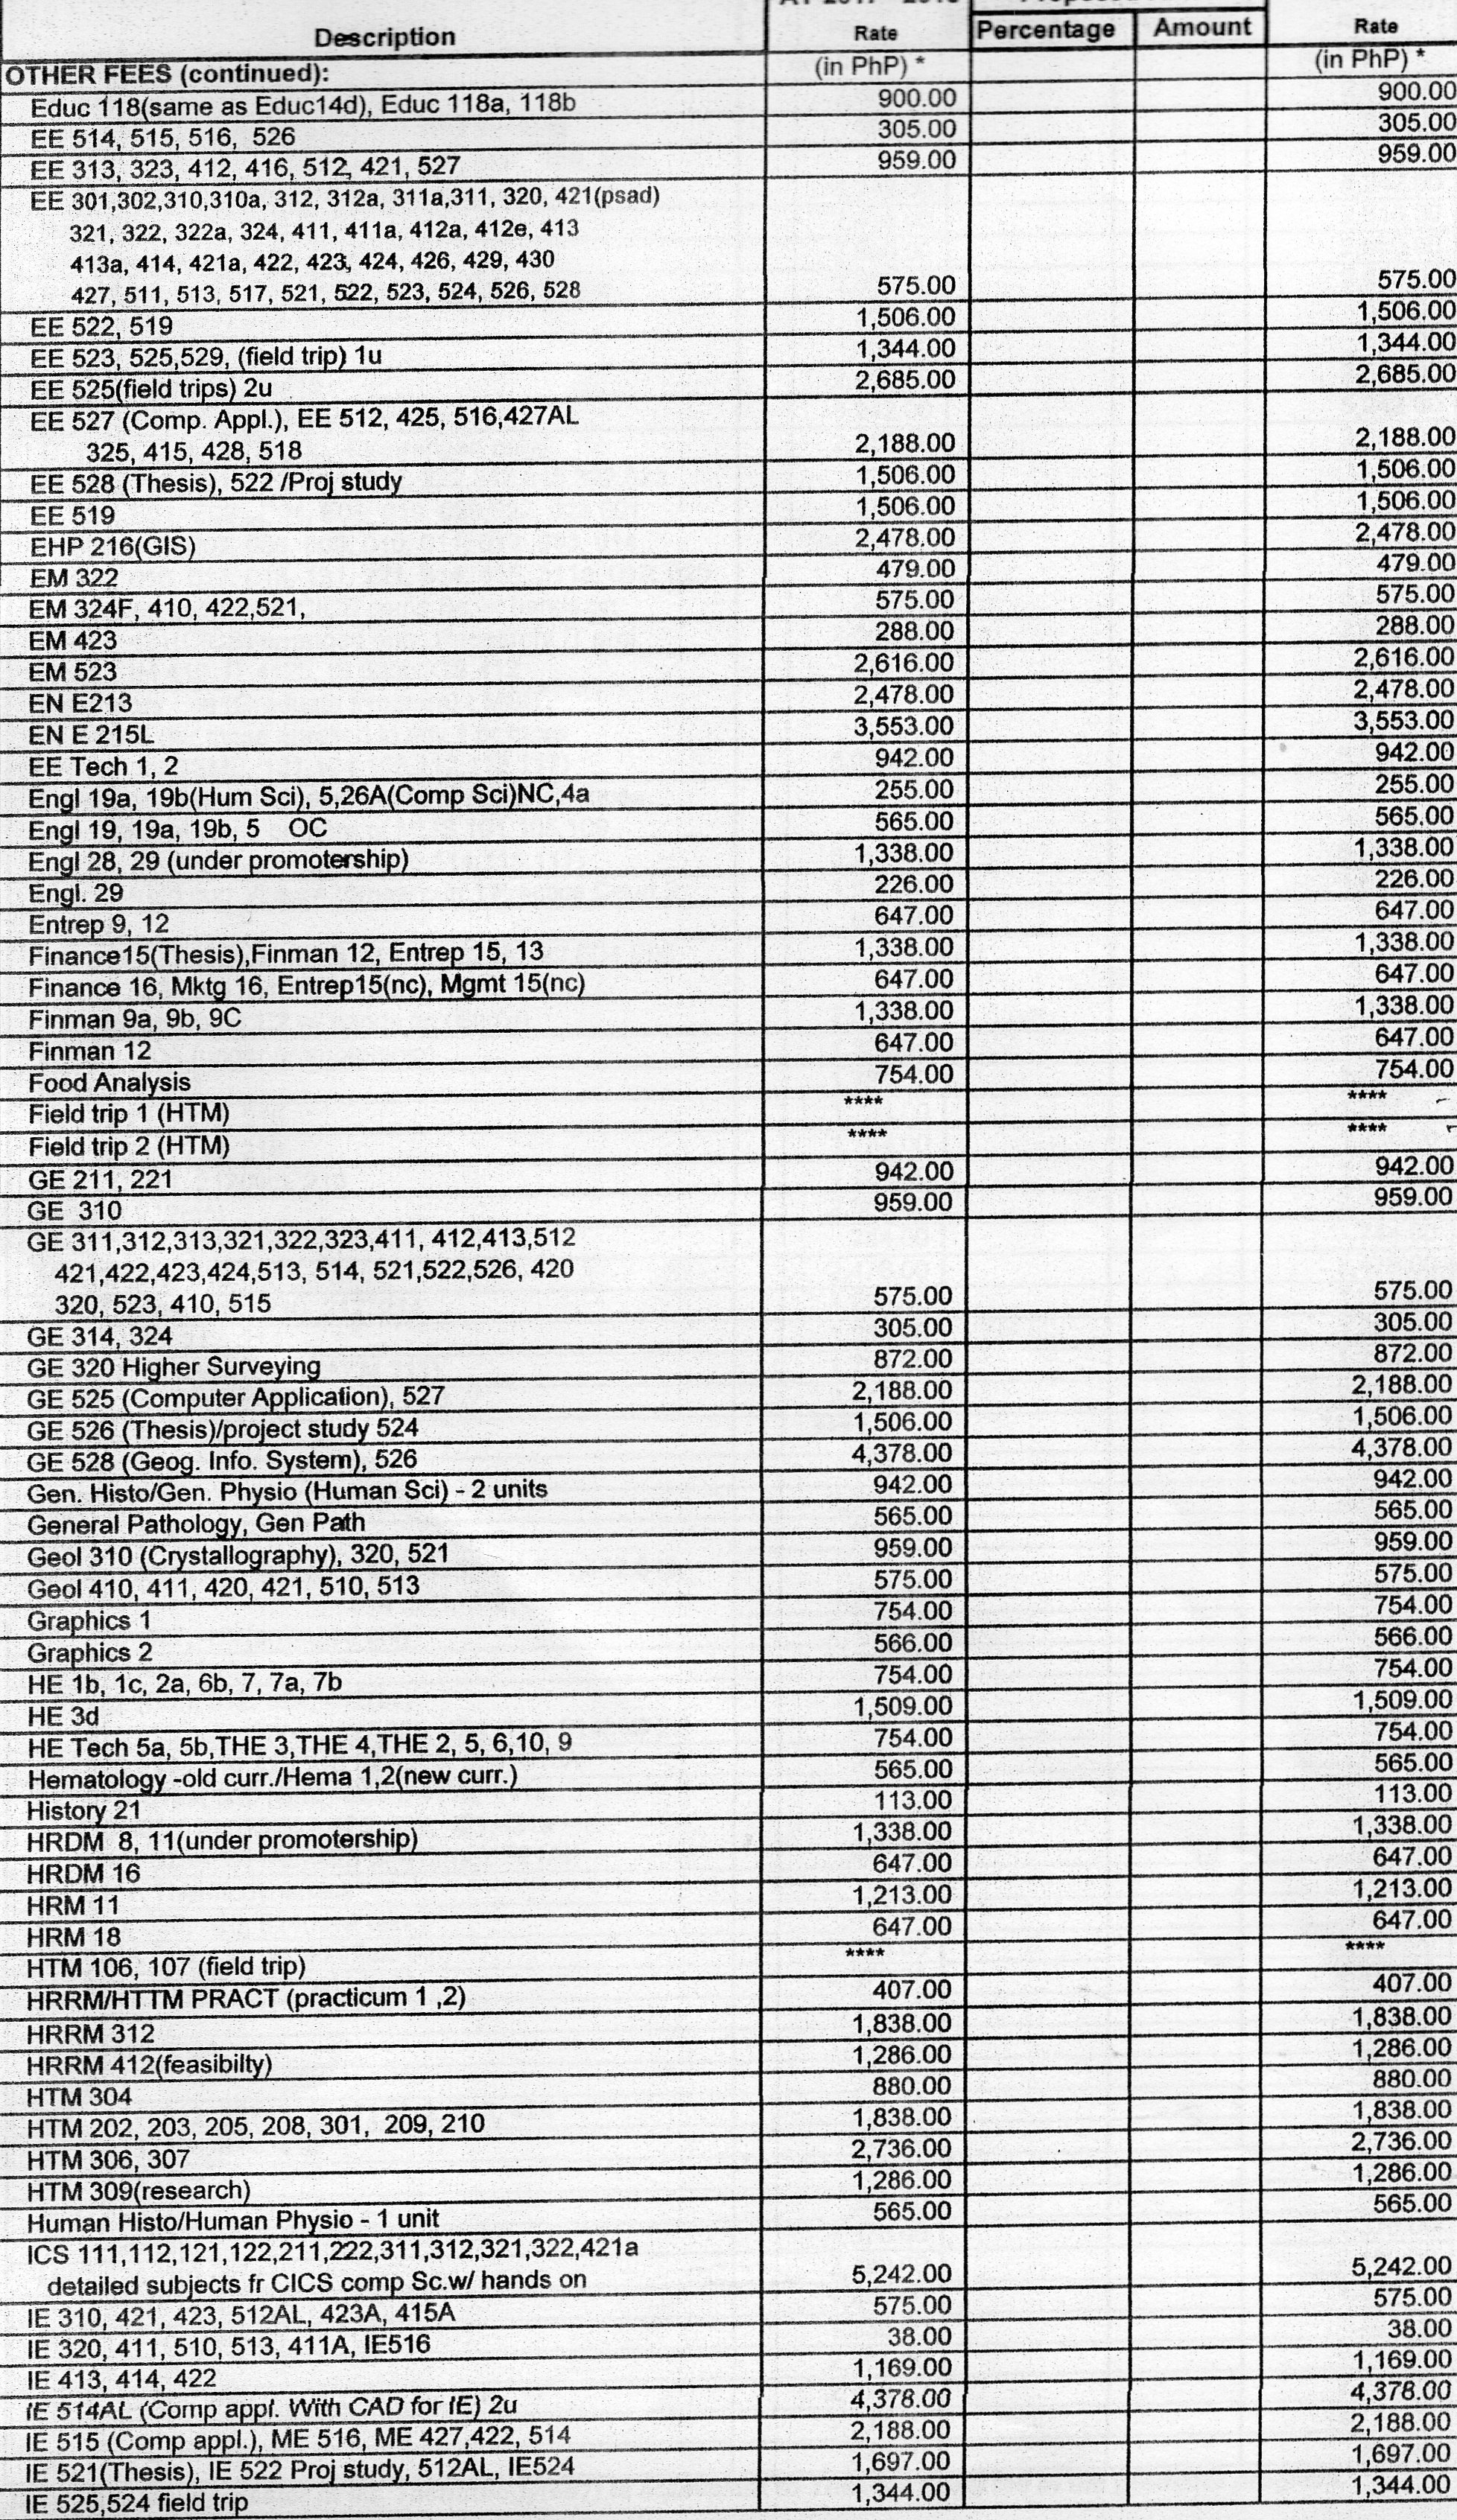 Description Rate Percentage Amount Rate
OTHER FEES (continued): (in PhP) * (in PhP) *
Educ 118(same as Educ14d), Educ 118a, 118b 900.00 900.00
EE 514, 515, 516, 526 305.00 305.00
EE 313, 323, 412, 416, 512, 421, 527 959.00 959.00
EE 301,302,310,310a, 312, 312a, 311a,311, 320, 421(psad)
321, 322, 322a, 324, 411, 411a, 412a, 412e, 413
413a, 414, 421a, 422, 423, 424, 426, 429, 430
427, 511, 513, 517, 521, 522, 523, 524, 526, 528 575.00 575.00
EE 522, 519 1,506.00 1,506.00
EE 523, 525,529, (field trip) 1u 1,344.00 1,344.00
EE 525(field trips) 2u 2,685.00 2,685.00
EE 527 (Comp. Appl.), EE 512, 425, 516,427AL
325, 415, 428, 518 2,188.00 2,188.00
EE 528 (Thesis), 522 /Proj study 1,506.00 1,506.00
EE 519 1,506.00 1,506.00
EHP 216(GIS) 2,478.00 2,478.00
EM 322 479.00 479.00
EM 324F, 410, 422,521, 575.00 575.00
EM 423 288.00 288.00
EM 523 2,616.00 2,616.00
EN E213 2,478.00 2,478.00
EN E 215L 3,553.00 3,553.00
EE Tech 1, 2 942.00 942.00
Engl 19a, 19b(Hum Sci), 5,26A(Comp Sci)NC,4a 255.00 255.00
Engl 19, 19a, 19b, 5 OC 565.00 565.00
Engl 28, 29 (under promotership) 1,338.00 1,338.00
Engl. 29 226.00 226.00
Entrep 9, 12 647.00 647.00
Finance15(Thesis),Finman 12, Entrep 15, 13 1,338.00 1,338.00
Finance 16, Mktg 16, Entrep15(nc), Mgmt 15(nc) 647.00 647.00
Finman 9a, 9b, 9C 1,338.00 1,338.00
Finman 12 647.00 647.00
Food Analysis 754.00 754.00
Field trip 1 (HTM) **** ****
Field trip 2 (HTM) **** ****
GE 211, 221 942.00 942.00
GE 310 959.00 959.00
GE 311,312,313,321,322,323,411, 412,413,512
421,422,423,424,513, 514, 521,522,526, 420
320, 523, 410, 515 575.00 575.00
GE 314, 324 305.00 305.00
GE 320 Higher Surveying 872.00 872.00
GE 525 (Computer Application), 527 2,188.00 2,188.00
GE 526 (Thesis)/project study 524 1,506.00 1,506.00
GE 528 (Geog. Info. System), 526 4,378.00 4,378.00
Gen. Histo/Gen. Physio (Human Sci) - 2 units 942.00 942.00
General Pathology, Gen Path 565.00 565.00
Geol 310 (Crystallography), 320, 521 959.00 959.00
Geol 410, 411, 420, 421, 510, 513 575.00 575.00
Graphics 1 754.00 754.00
Graphics 2 566.00 566.00
HE 1b, 1c, 2a, 6b, 7, 7a, 7b 754.00 754.00
HE 3d 1,509.00 1,509.00
HE Tech 5a, 5b,THE 3,THE 4,THE 2, 5, 6,10, 9 754.00 754.00
Hematology -old curr./Hema 1,2(new curr.) 565.00 565.00
History 21 113.00 113.00
HRDM 8, 11(under promotership) 1,338.00 1,338.00
HRDM 16 647.00 647.00
HRM 11 1,213.00 1,213.00
HRM 18 647.00 647.00
HTM 106, 107 (field trip) **** ****
HRRM/HTTM PRACT (practicum 1 ,2) 407.00 407.00
HRRM 312 1,838.00 1,838.00
HRRM 412(feasibilty) 1,286.00 1,286.00
HTM 304 880.00 880.00
HTM 202, 203, 205, 208, 301, 209, 210 1,838.00 1,838.00
HTM 306, 307 2,736.00 2,736.00
HTM 309(research) 1,286.00 1,286.00
Human Histo/Human Physio - 1 unit 565.00 565.00
ICS 111,112,121,122,211,222,311,312,321,322,421a
detailed subjects fr CICS comp Sc.w/ hands on 5,242.00 5,242.00
IE 310, 421, 423, 512AL, 423A, 415A 575.00 575.00
IE 320, 411, 510, 513, 411A, IE516 38.00 38.00
IE 413, 414, 422 1,169.00 1,169.00
IE 514AL (Comp appl. With CAD for IE) 2u 4,378.00 4,378.00
IE 515 (Comp appl.), ME 516, ME 427,422, 514 2,188.00 2,188.00
IE 521(Thesis), IE 522 Proj study, 512AL, IE524 1,697.00 1,697.00
IE 525,524 field trip 1,344.00 1,344.00